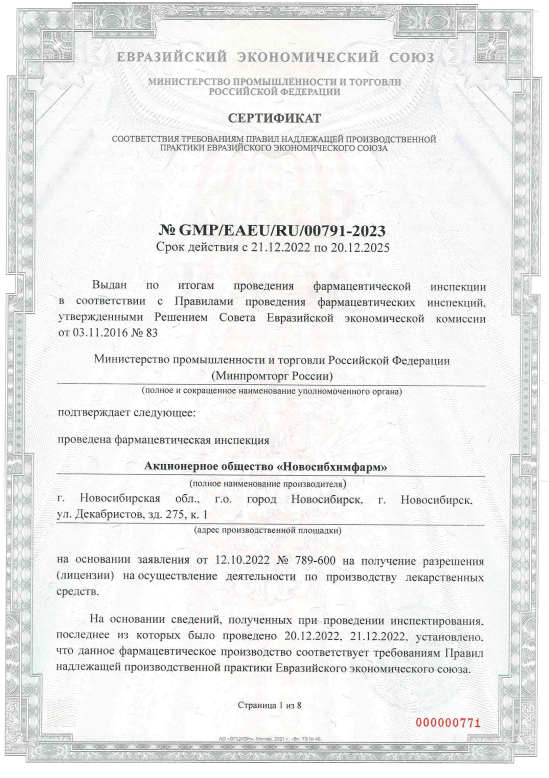 ЕВРАЗИЙСКИЙ ЭКОНОМИЧЕСКИЙ СОЮЗ
МИНИСТЕРСТВО ПРОМЫШЛЕННОСТИ И ТОРГОВЛИ
РОССИЙСКОЙ ФЕДЕРАЦИИ
СЕРТИФИКАТ
СООТВЕТСТВИЯ ТРЕБОВАНИЯМ ПРАВИЛ НАДЛЕЖАЩЕЙ ПРОИЗВОДСТВЕННОЙ
ПРАКТИКИ ЕВРАЗИЙСКОГО ЭКОНОМИЧЕСКОГО СОЮЗА
№ GMP/EAEU/RU/00791-2023
Срок действия с 21.12.2022 по 20.12.2025
Выдан по итогам проведения фармацевтической инспекции
в соответствии с Правилами проведения фармацевтических инспекций,
утвержденными Решением Совета Евразийской экономической комиссии
от 03.11.2016 № 83
Министерство промышленности и торговли Российской Федерации
(Минпромторг России)
(полное и сокращенное наименование уполномоченного органа)
подтверждает следующее:
проведена фармацевтическая инспекция
Акционерное общество «Новосибхимфарм»
(полное наименование производителя)
г. Новосибирская обл., г.о. город Новосибирск, г. Новосибирск,
ул. Декабристов, зд. 275, к. 1
(адрес производственной площадки)
на основании заявления от 12.10.2022 № 789-600 на получение разрешения
(лицензии) на осуществление деятельности по производству лекарственных
средств.
На основании сведений, полученных при проведении инспектирования,
последнее из которых было проведено 20.12.2022, 21.12.2022, установлено,
что данное фармацевтическое производство соответствует требованиям Правил
надлежащей производственной практики Евразийского экономического союза.
Страница 1 из 8
000000771
АО «ОПЦИОН», Москва, 2021 г., «В» ТЗ № 46.